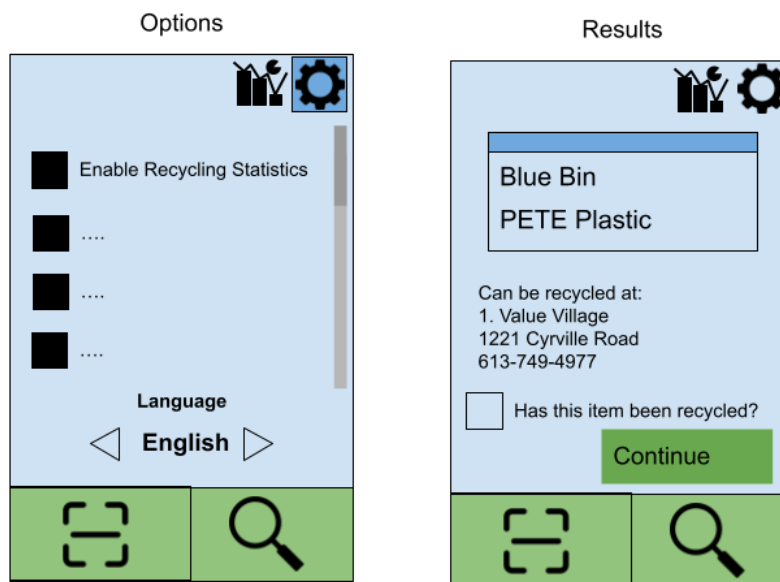 Options
Enable Recycling Statistics
....
....
....
Language
English
Results
Blue Bin
PETE Plastic
Can be recycled at:
1. Value Village
1221 Cyrville Road
613-749-4977
Has this item been recycled?
Continue